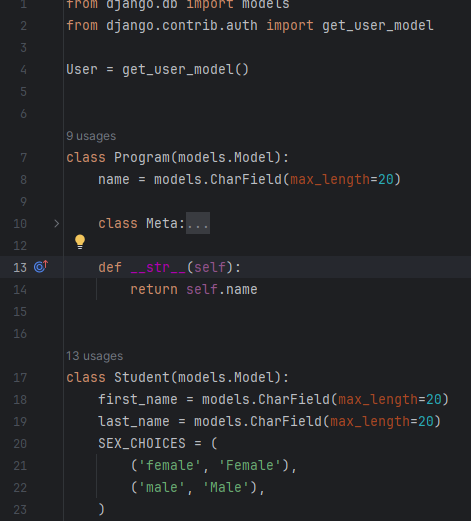 1 from django.db import models
2 from django.contrib.auth import get_user_model
3
4 User = get_user_model()
5
6
9 usages
7 class Program(models.Model):
8     name = models.CharField(max_length=20)
9
10     class Meta:...
12
13     def __str__(self):
14         return self.name
15
16
13 usages
17 class Student(models.Model):
18     first_name = models.CharField(max_length=20)
19     last_name = models.CharField(max_length=20)
20     SEX_CHOICES = (
21         ('female', 'Female'),
22         ('male', 'Male'),
23     )